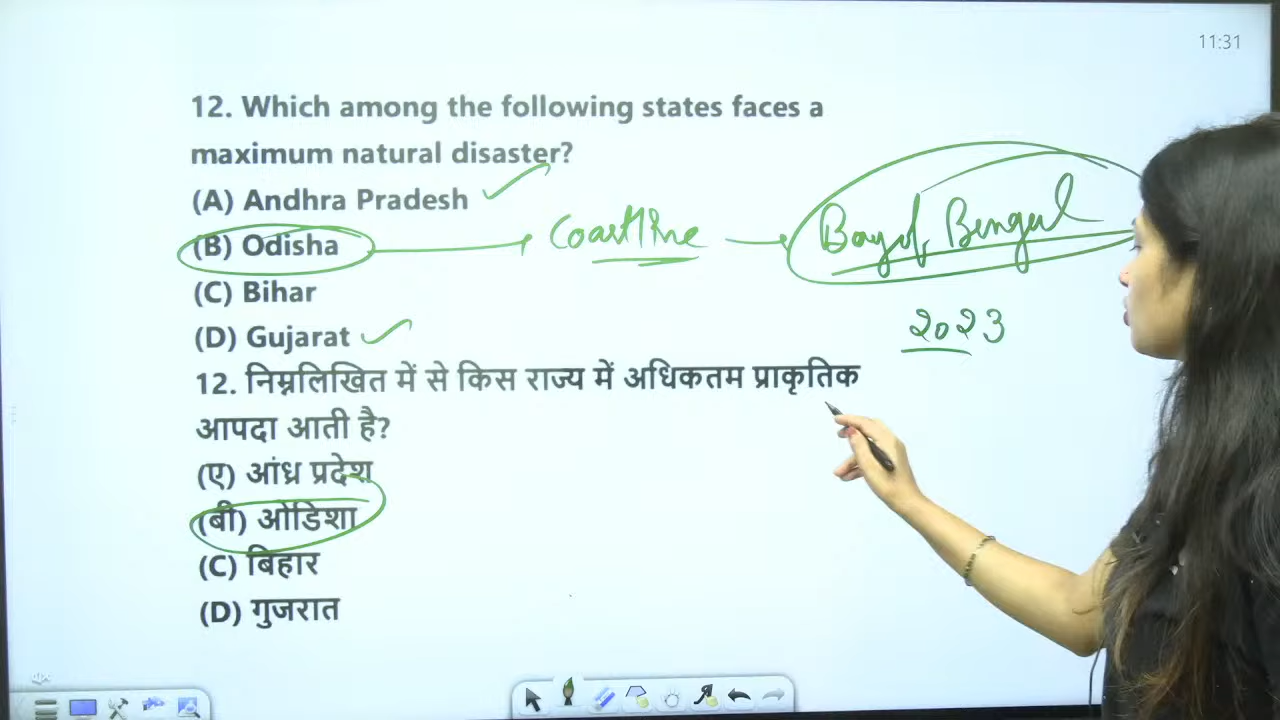 11:31
12. Which among the following states faces a
maximum natural disaster?
(A) Andhra Pradesh
(B) Odisha
Coastline
Bay of Bengal
(C) Bihar
(D) Gujarat
2023
12. निम्नलिखित में से किस राज्य में अधिकतम प्राकृतिक
आपदा आती है?
(ए) आंध्र प्रदेश
(बी) ओडिशा
(C) बिहार
(D) गुजरात